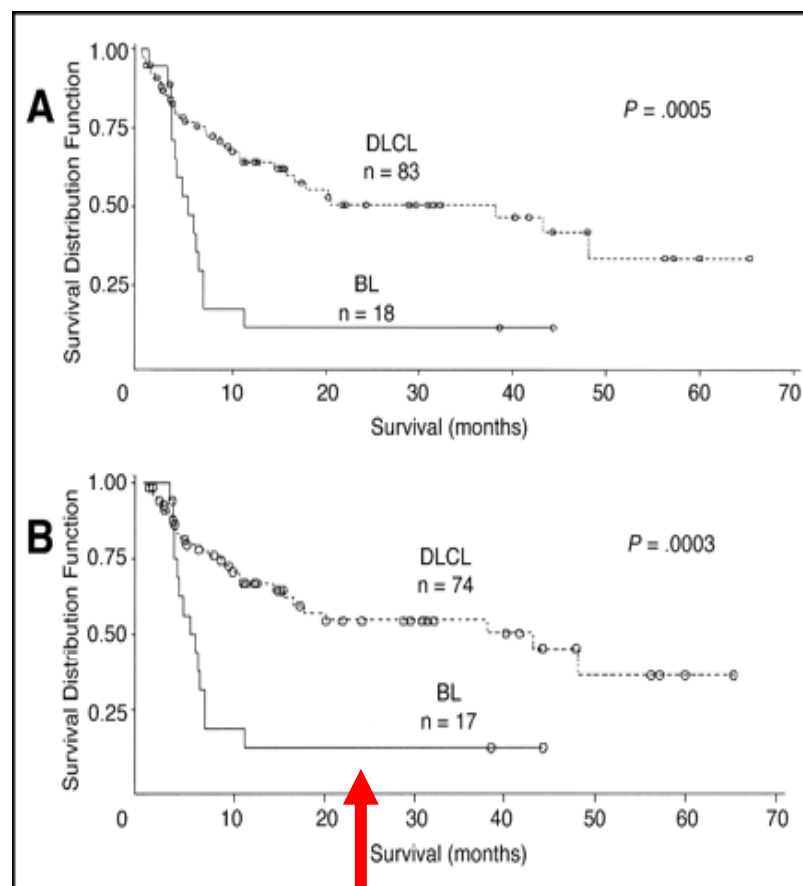 A
Survival Distribution Function
1.00
0.75
0.50
0.25
0
P = .0005
DLCL
n = 83
BL
n = 18
10 20 30 40 50 60 70
Survival (months)
B
Survival Distribution Function
1.00
0.75
0.50
0.25
0
P = .0003
DLCL
n = 74
BL
n = 17
10 20 30 40 50 60 70
Survival (months)